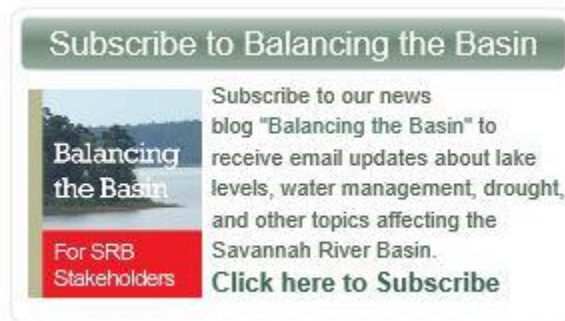 Subscribe to Balancing the Basin
Balancing
the Basin
For SRB
Stakeholders
Subscribe to our news
blog "Balancing the Basin" to
receive email updates about lake
levels, water management, drought,
and other topics affecting the
Savannah River Basin.
Click here to Subscribe